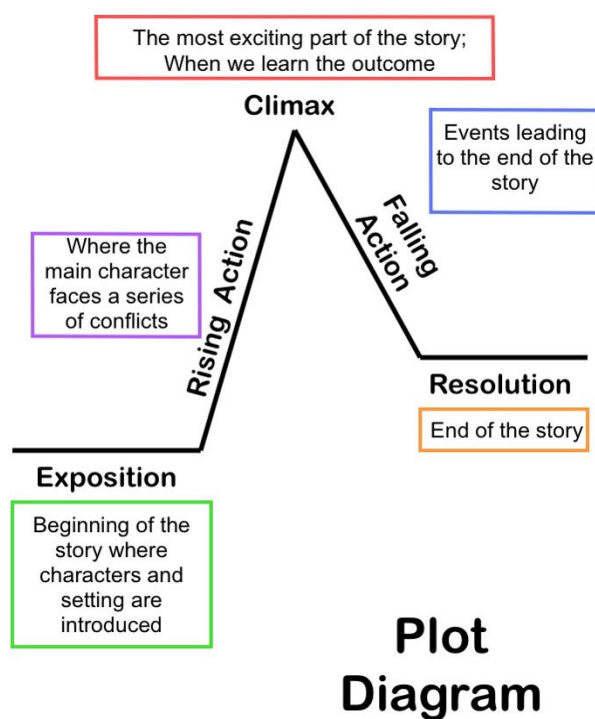 The most exciting part of the story;
When we learn the outcome
Climax
Events leading
to the end of the
story
Falling
Action
Where the
main character
faces a series
of conflicts
Rising Action
Resolution
End of the story
Exposition
Beginning of the
story where
characters and
setting are
introduced
Plot
Diagram